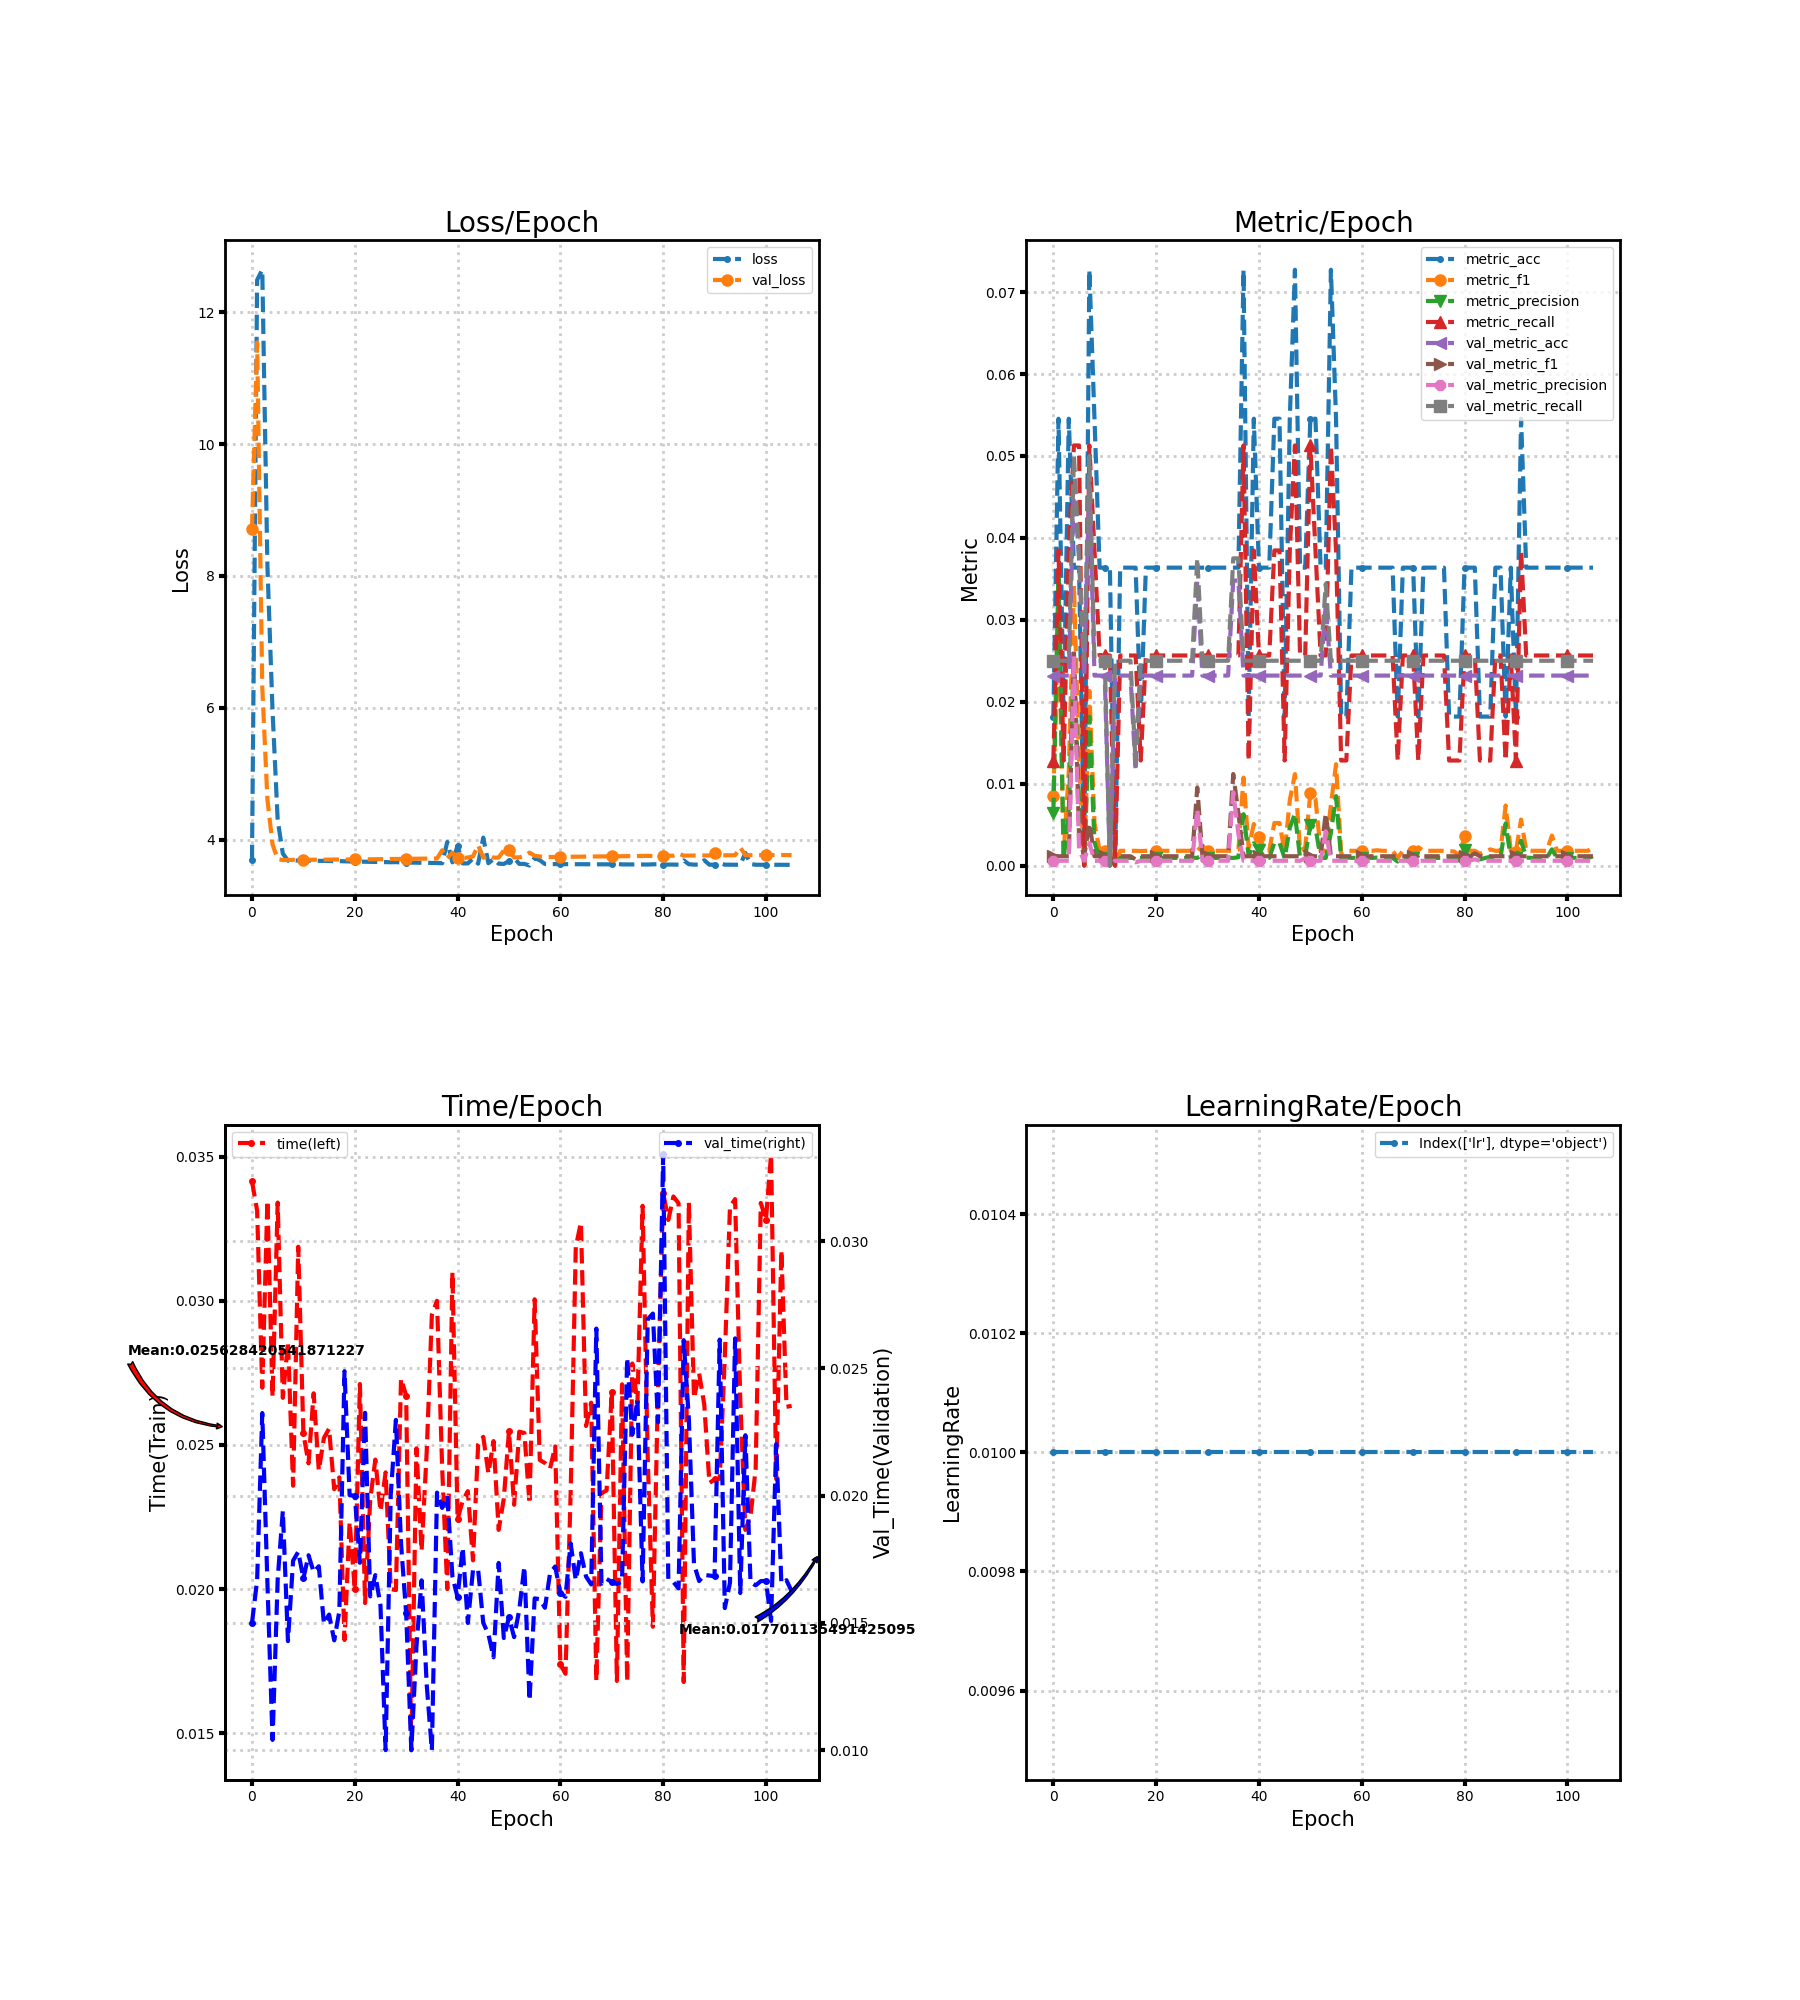 Loss/Epoch
loss
val_loss
12
10
8
6
4
Loss
0
20
40
60
80
100
Epoch
Metric/Epoch
metric_acc
metric_f1
metric_precision
metric_recall
val_metric_acc
val_metric_f1
val_metric_precision
val_metric_recall
0.07
0.06
0.05
0.04
0.03
0.02
0.01
0.00
Metric
0
20
40
60
80
100
Epoch
Time/Epoch
time(left)
val_time(right)
0.035
0.030
0.025
0.020
0.015
Time(Train)
Mean:0.025628420541871227
0.030
0.025
0.020
0.015
0.010
Val_Time(Validation)
Mean:0.017701135491425095
0
20
40
60
80
100
Epoch
LearningRate/Epoch
Index(['lr'], dtype='object')
0.0104
0.0102
0.0100
0.0098
0.0096
LearningRate
0
20
40
60
80
100
Epoch